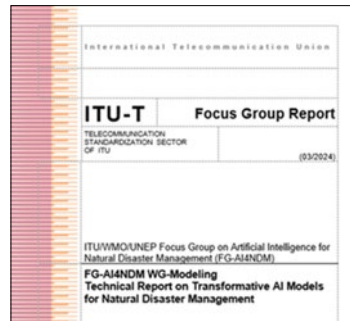 International Telecommunication Union
ITU-T
Focus Group Report
TELECOMMUNICATION
STANDARDIZATION SECTOR
OF ITU
(03/2024)
ITU/WMO/UNEP Focus Group on Artificial Intelligence for
Natural Disaster Management (FG-AI4NDM)
FG-AI4NDM WG-Modeling
Technical Report on Transformative AI Models
for Natural Disaster Management